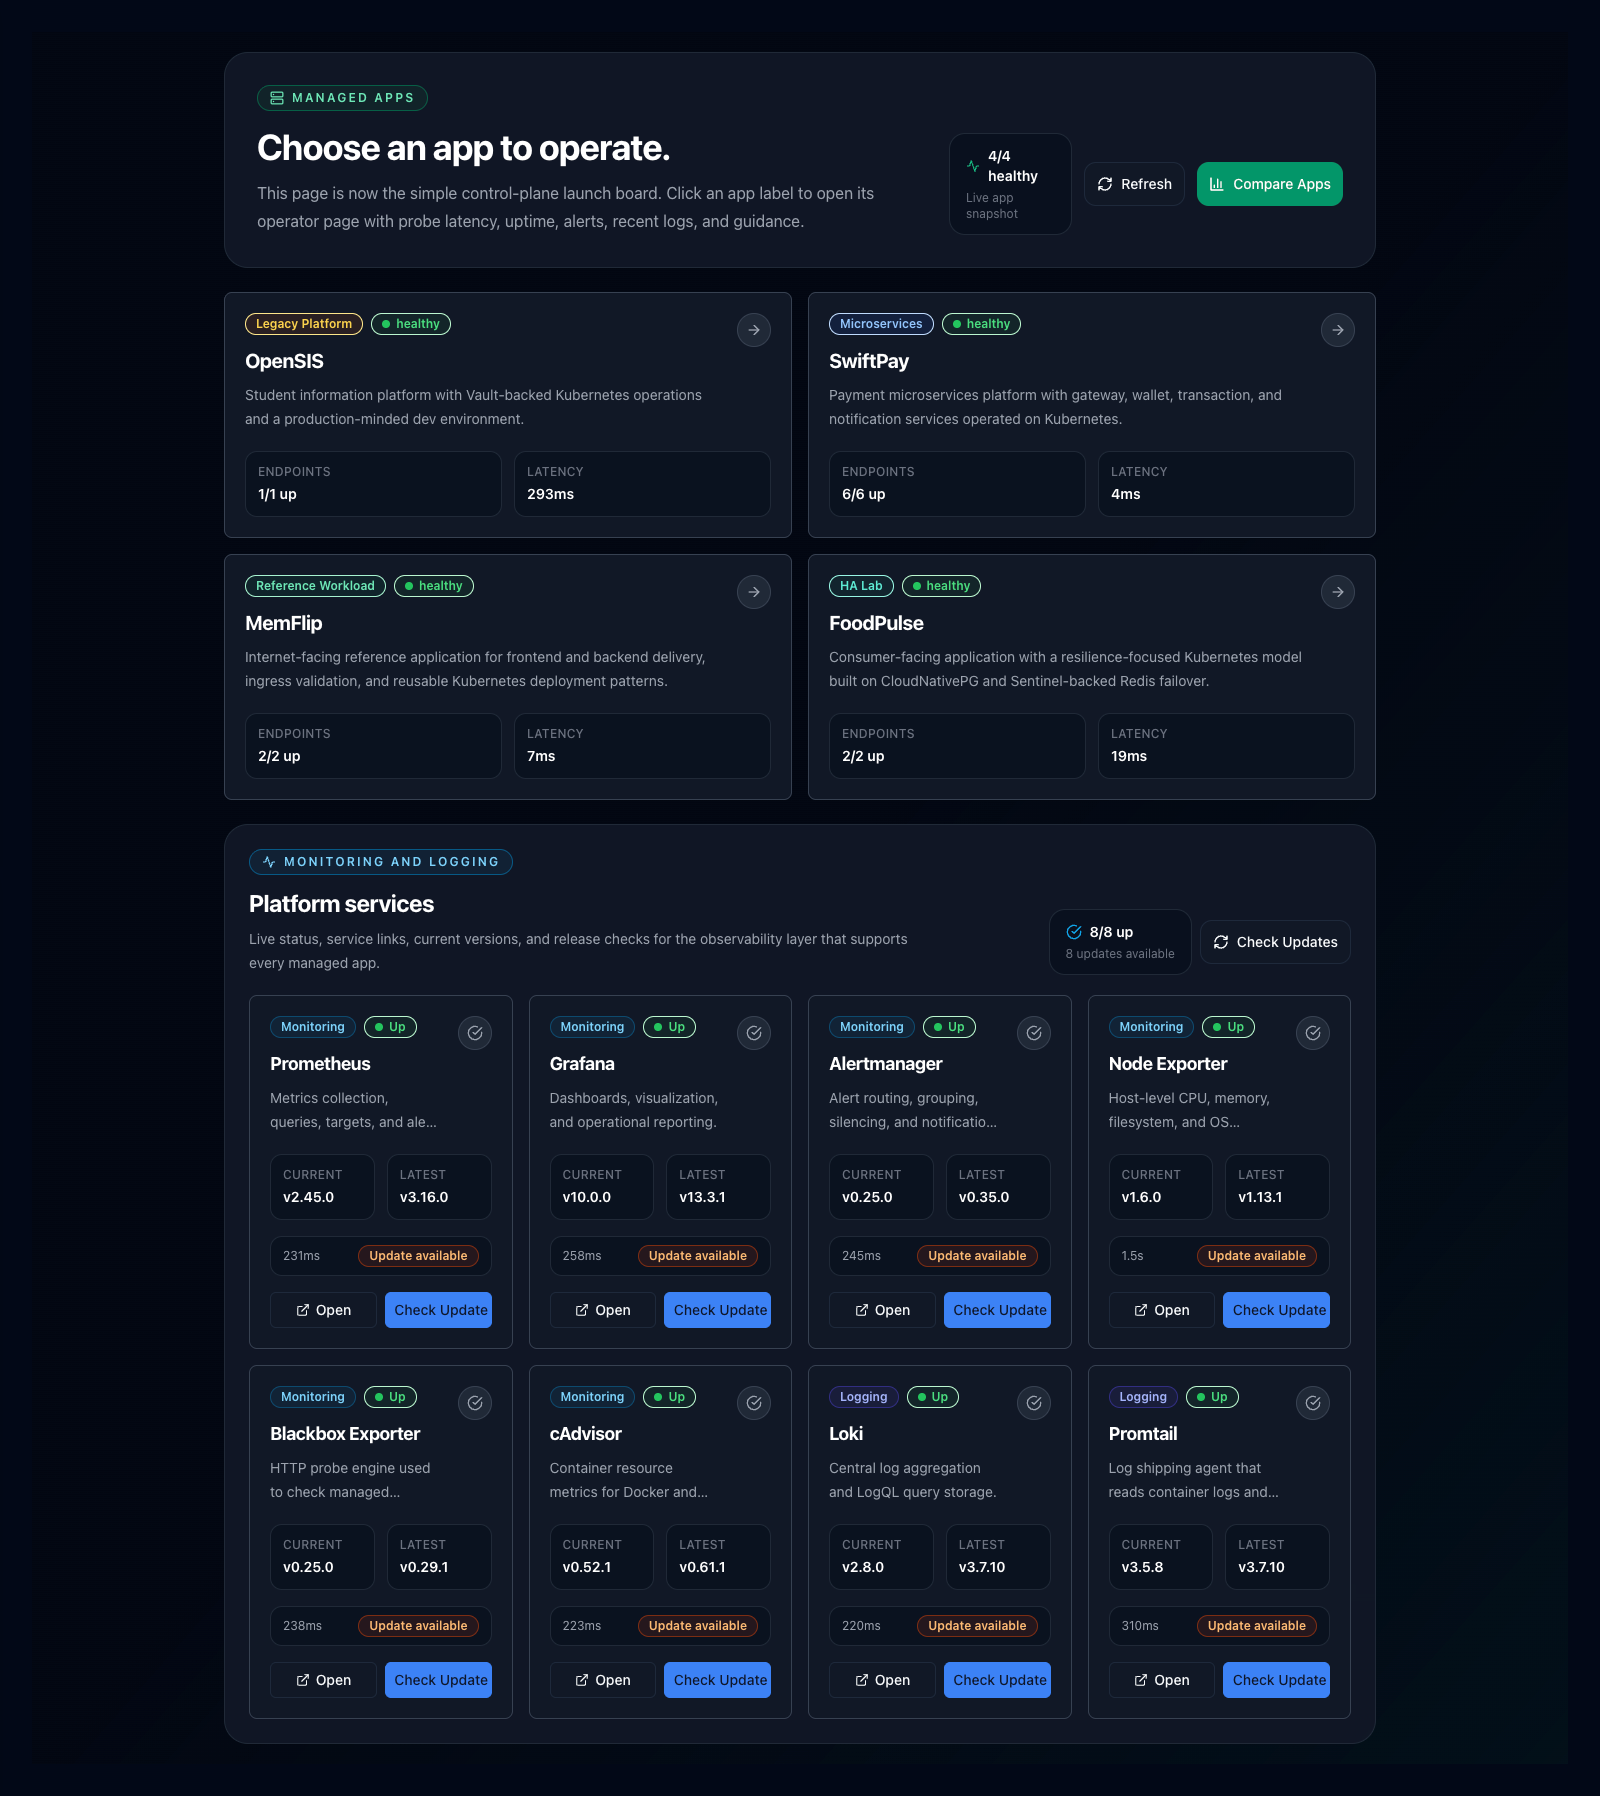 MANAGED APPS
Choose an app to operate.
This page is now the simple control-plane launch board. Click an app label to open its
operator page with probe latency, uptime, alerts, recent logs, and guidance.
4/4
healthy
Live app
snapshot
Refresh
Compare Apps
Legacy Platform
healthy
OpenSIS
Student information platform with Vault-backed Kubernetes operations
and a production-minded dev environment.
ENDPOINTS
1/1 up
LATENCY
293ms
Microservices
healthy
SwiftPay
Payment microservices platform with gateway, wallet, transaction, and
notification services operated on Kubernetes.
ENDPOINTS
6/6 up
LATENCY
4ms
Reference Workload
healthy
MemFlip
Internet-facing reference application for frontend and backend delivery,
ingress validation, and reusable Kubernetes deployment patterns.
ENDPOINTS
2/2 up
LATENCY
7ms
HA Lab
healthy
FoodPulse
Consumer-facing application with a resilience-focused Kubernetes model
built on CloudNativePG and Sentinel-backed Redis failover.
ENDPOINTS
2/2 up
LATENCY
19ms
MONITORING AND LOGGING
Platform services
Live status, service links, current versions, and release checks for the observability layer that supports
every managed app.
8/8 up
8 updates available
Check Updates
Monitoring
Up
Prometheus
Metrics collection,
queries, targets, and ale...
CURRENT
v2.45.0
LATEST
v3.16.0
231ms
Update available
Open
Check Update
Monitoring
Up
Grafana
Dashboards, visualization,
and operational reporting.
CURRENT
v10.0.0
LATEST
v13.3.1
258ms
Update available
Open
Check Update
Monitoring
Up
Alertmanager
Alert routing, grouping,
silencing, and notificatio...
CURRENT
v0.25.0
LATEST
v0.35.0
245ms
Update available
Open
Check Update
Monitoring
Up
Node Exporter
Host-level CPU, memory,
filesystem, and OS...
CURRENT
v1.6.0
LATEST
v1.13.1
1.5s
Update available
Open
Check Update
Monitoring
Up
Blackbox Exporter
HTTP probe engine used
to check managed...
CURRENT
v0.25.0
LATEST
v0.29.1
238ms
Update available
Open
Check Update
Monitoring
Up
cAdvisor
Container resource
metrics for Docker and...
CURRENT
v0.52.1
LATEST
v0.61.1
223ms
Update available
Open
Check Update
Logging
Up
Loki
Central log aggregation
and LogQL query storage.
CURRENT
v2.8.0
LATEST
v3.7.10
220ms
Update available
Open
Check Update
Logging
Up
Promtail
Log shipping agent that
reads container logs and...
CURRENT
v3.5.8
LATEST
v3.7.10
310ms
Update available
Open
Check Update